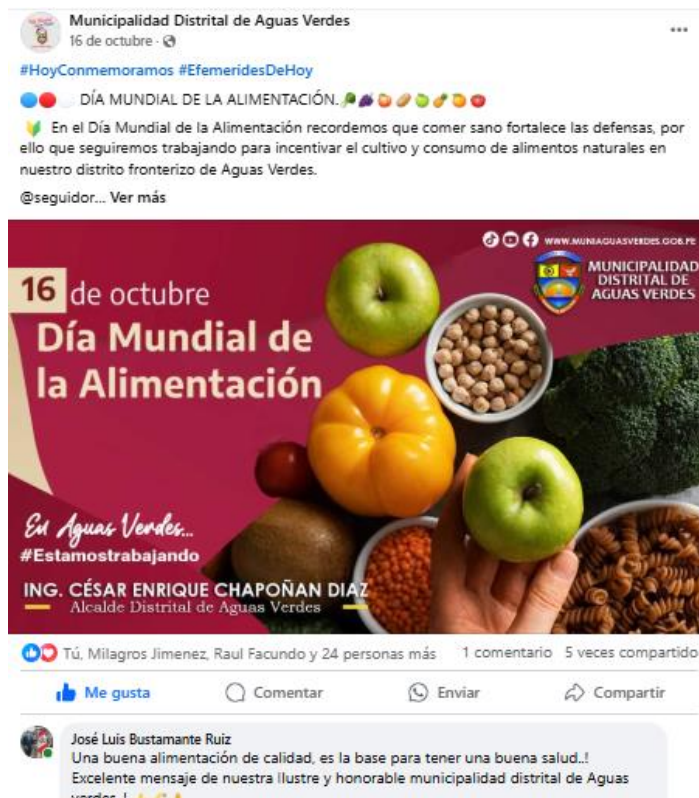 Municipalidad Distrital de Aguas Verdes
16 de octubre ·
#HoyConmemoramos #EfemeridesDeHoy
DÍA MUNDIAL DE LA ALIMENTACIÓN.
En el Día Mundial de la Alimentación recordemos que comer sano fortalece las defensas, por
ello que seguiremos trabajando para incentivar el cultivo y consumo de alimentos naturales en
nuestro distrito fronterizo de Aguas Verdes.
@seguidor... Ver más
WWW.MUNIAGUASVERDES.GOB.PE
MUNICIPALIDAD
DISTRITAL DE
AGUAS VERDES
16 de octubre
Día Mundial de
la Alimentación
En Aguas Verdes...
#Estamostrabajando
ING. CÉSAR ENRIQUE CHAPOÑAN DIAZ
Alcalde Distrital de Aguas Verdes
Tú, Milagros Jimenez, Raul Facundo y 24 personas más 1 comentario 5 veces compartido
Me gusta Comentar Enviar Compartir
José Luis Bustamante Ruiz
Una buena alimentación de calidad, es la base para tener una buena salud..!
Excelente mensaje de nuestra Ilustre y honorable municipalidad distrital de Aguas
verdes.!